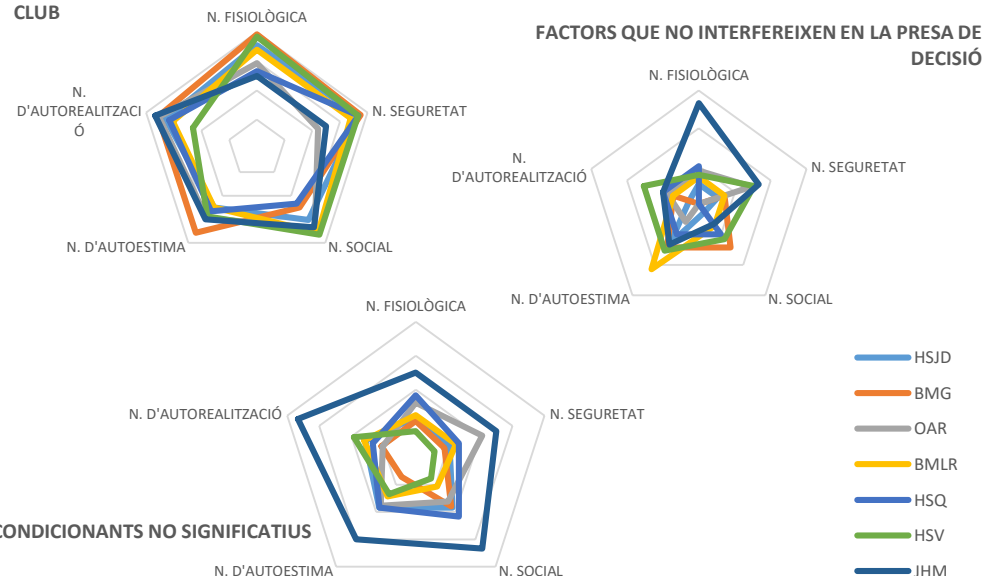 CLUB
N. FISIOLÒGICA
N. SEGURETAT
N. SOCIAL
N. D'AUTOESTIMA
N.
D'AUTOREALITZACI
Ó
FACTORS QUE NO INTERFEREIXEN EN LA PRESA DE
DECISIÓ
N. FISIOLÒGICA
N. SEGURETAT
N. SOCIAL
N. D'AUTOESTIMA
N.
D'AUTOREALITZACIÓ
N. FISIOLÒGICA
N. SEGURETAT
N. SOCIAL
N. D'AUTOESTIMA
N. D'AUTOREALITZACIÓ
CONDICIONANTS NO SIGNIFICATIUS
HSJD
BMG
OAR
BMLR
HSQ
HSV